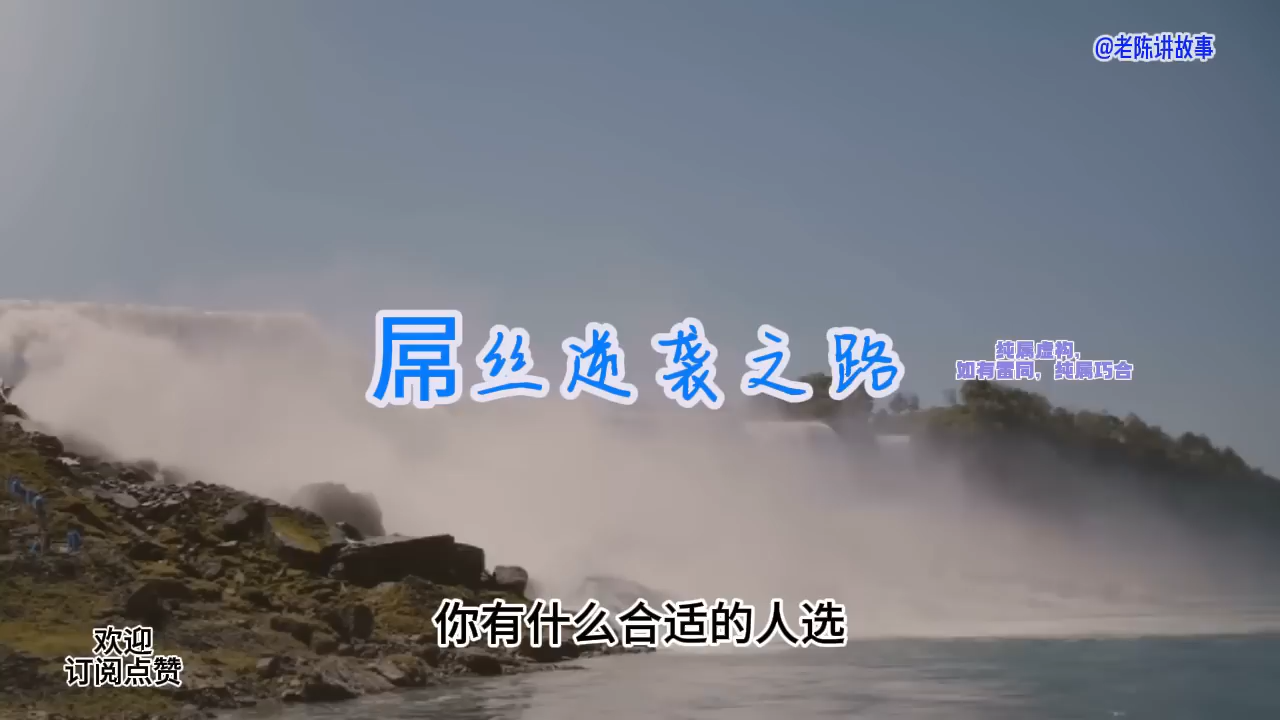 @老陈讲故事
屌丝逆袭之路
纯属虚构，
如有雷同，纯属巧合
你有什么合适的人选
欢迎
订阅点赞